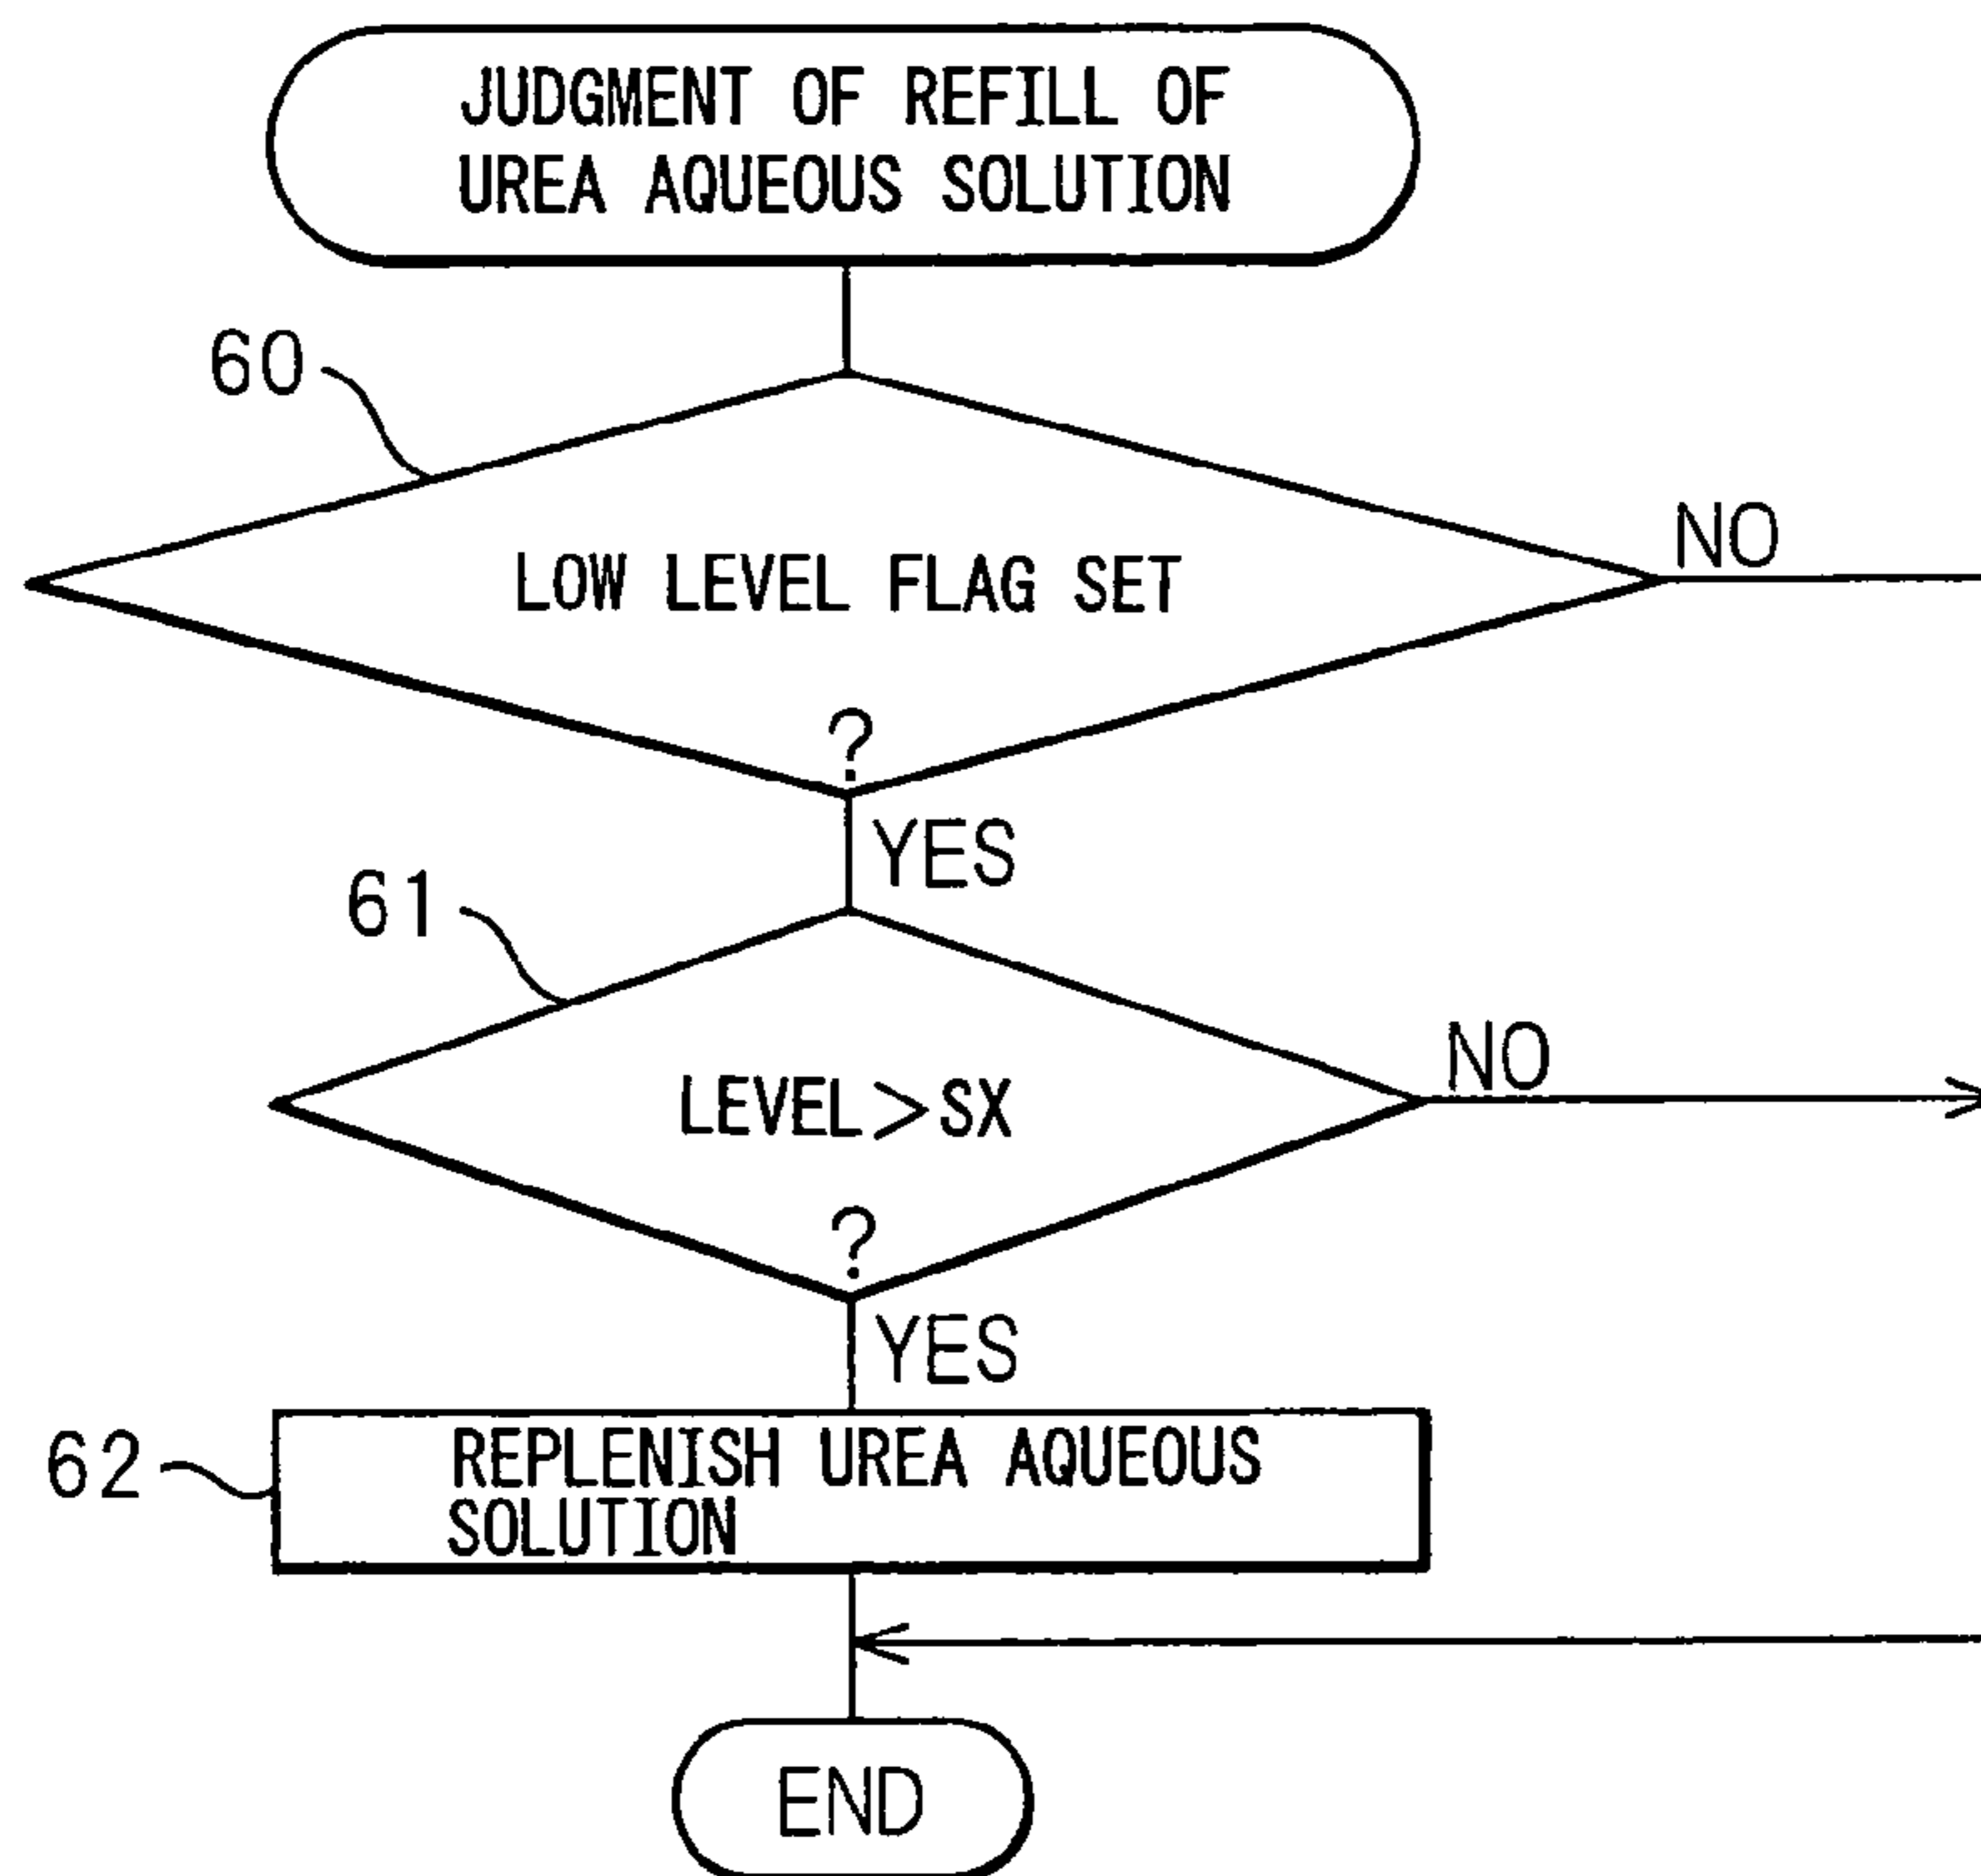 JUDGMENT OF REFILL OF
UREA AQUEOUS SOLUTION
60
NO
LOW LEVEL FLAG SET
?
YES
61
NO
LEVEL>SX
?
YES
62
REPLENISH UREA AQUEOUS
SOLUTION
END